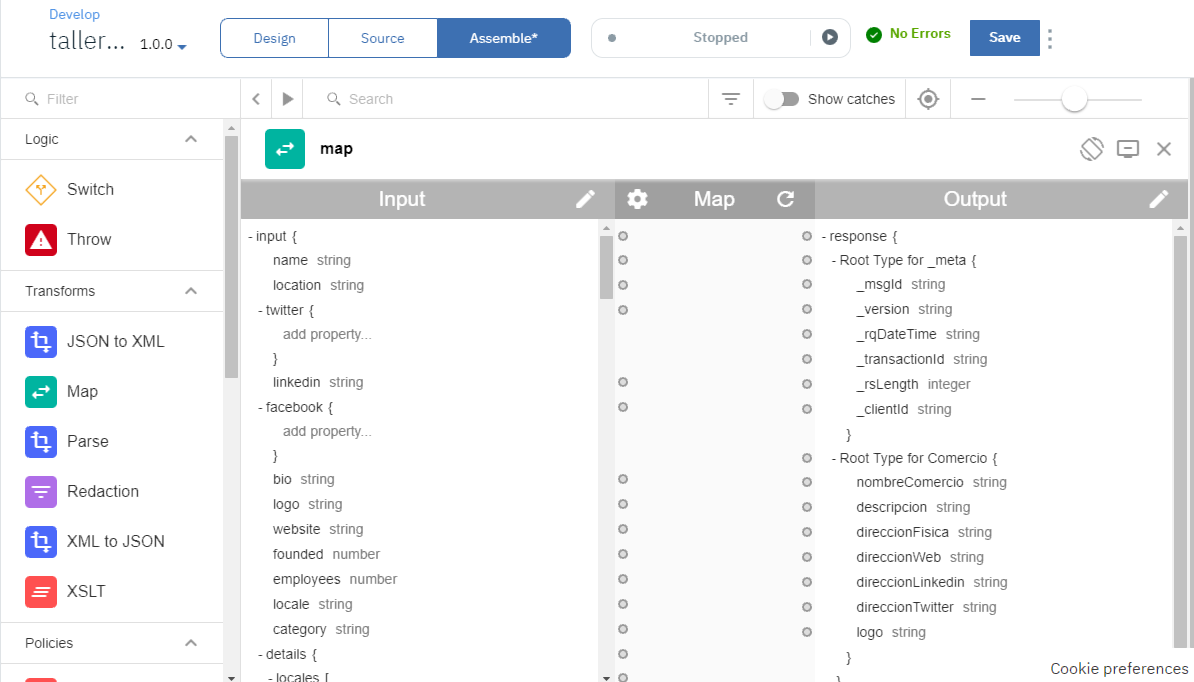 Develop
taller... 1.0.0
Design
Source
Assemble*
Stopped
No Errors
Save
Filter
Search
Show catches
Logic
Switch
Throw
Transforms
JSON to XML
Map
Parse
Redaction
XML to JSON
XSLT
Policies
map
Input
Map
Output
- input {
name string
location string
- twitter {
add property...
}
linkedin string
- facebook {
add property...
}
bio string
logo string
website string
founded number
employees number
locale string
category string
- details {
- locales [
- response {
- Root Type for _meta {
_msgId string
_version string
_rqDateTime string
_transactionId string
_rsLength integer
_clientId string
}
- Root Type for Comercio {
nombreComercio string
descripcion string
direccionFisica string
direccionWeb string
direccionLinkedin string
direccionTwitter string
logo string
}
}
Cookie preferences